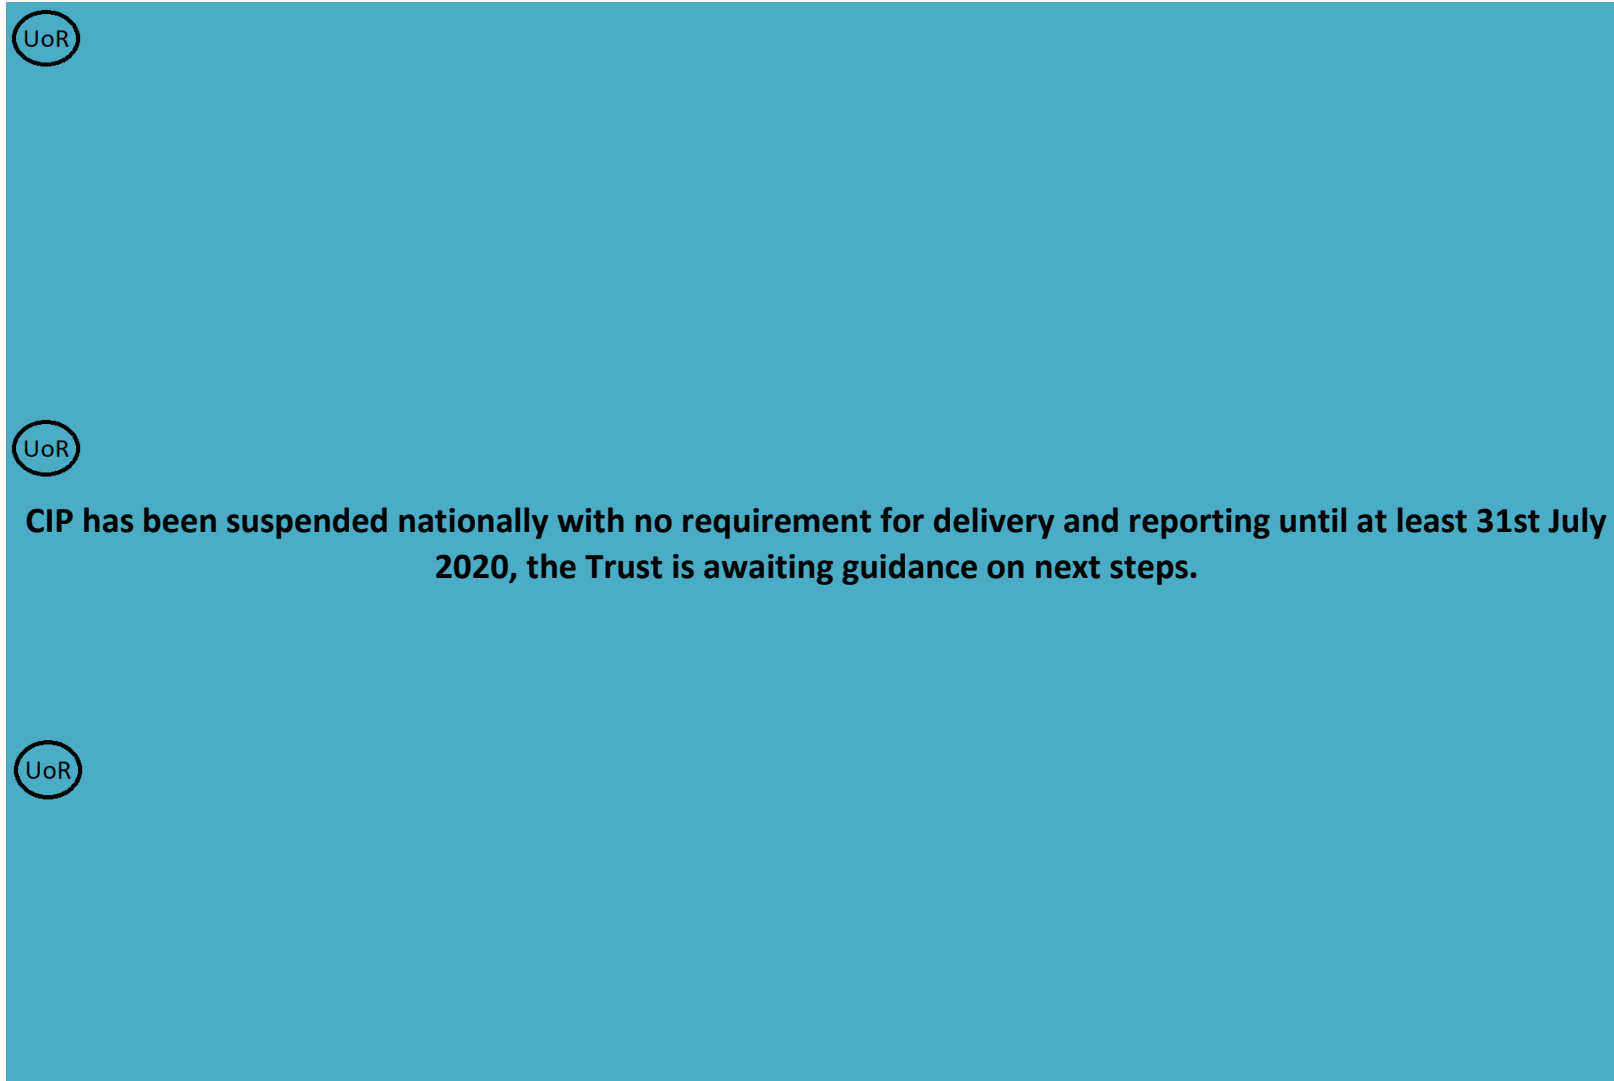 UoR
UoR
CIP has been suspended nationally with no requirement for delivery and reporting until at least 31st July
2020, the Trust is awaiting guidance on next steps.
UoR